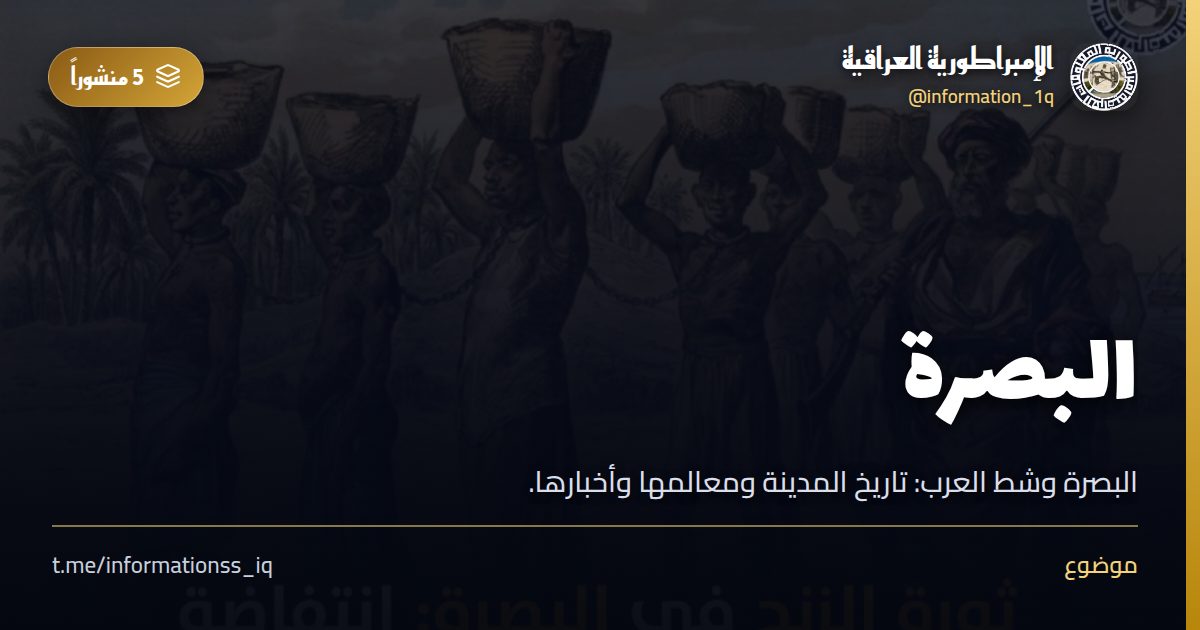 الإمبراطورية العراقية
@information_1q
5 منشوراً
البصرة
البصرة وشط العرب: تاريخ المدينة ومعالمها وأخبارها.
موضوع
t.me/informationss_iq
ثورة الزنج في البصرة: انتفاضة